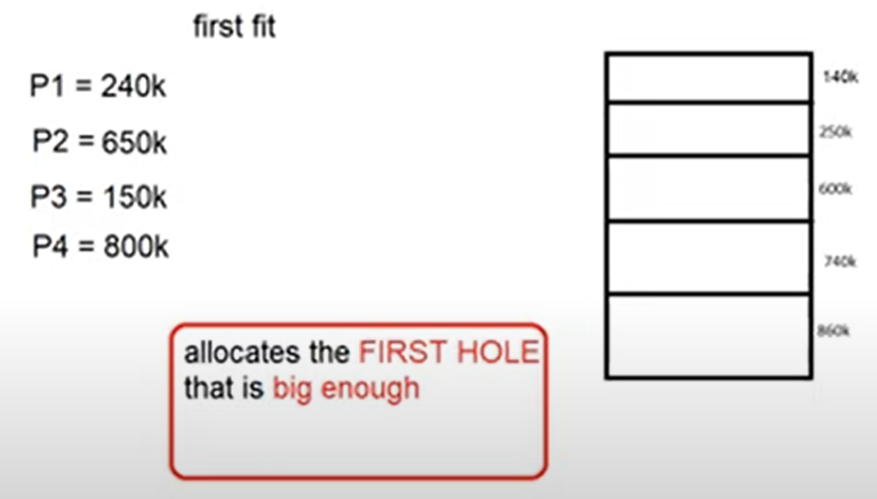 first fit
P1 = 240k
P2 = 650k
P3 = 150k
P4 = 800k
allocates the FIRST HOLE
that is big enough
140k
250k
600k
740k
860k